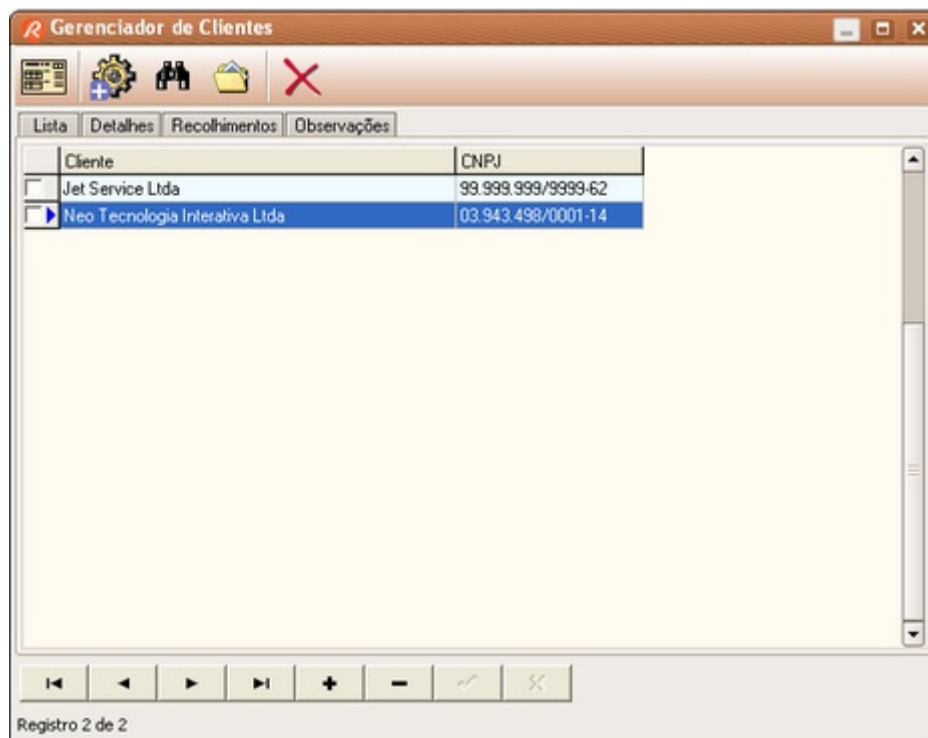 Gerenciador de Clientes
Lista Detalhes Recolhimentos Observações
Cliente CNPJ
Jet Service Ltda 99.999.999/9999-62
Neo Tecnologia Interativa Ltda 03.943.498/0001-14
Registro 2 de 2